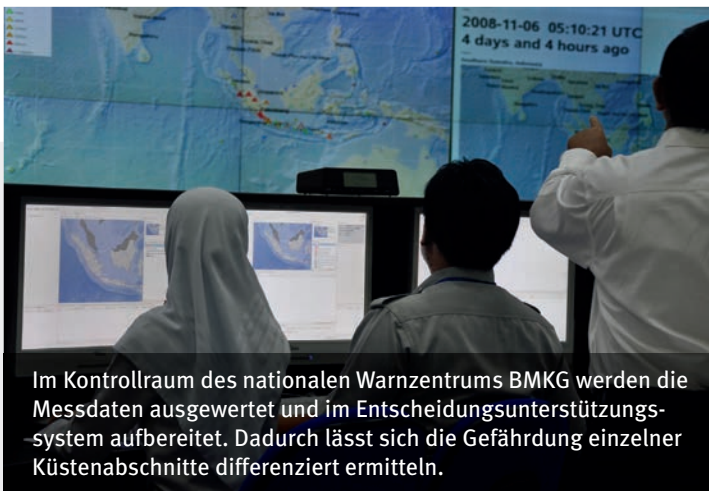 2008-11-06 05:10:21 UTC
4 days and 4 hours ago
Im Kontrollraum des nationalen Warnzentrums BMKG werden die
Messdaten ausgewertet und im Entscheidungsunterstützungs-
system aufbereitet. Dadurch lässt sich die Gefährdung einzelner
Küstenabschnitte differenziert ermitteln.